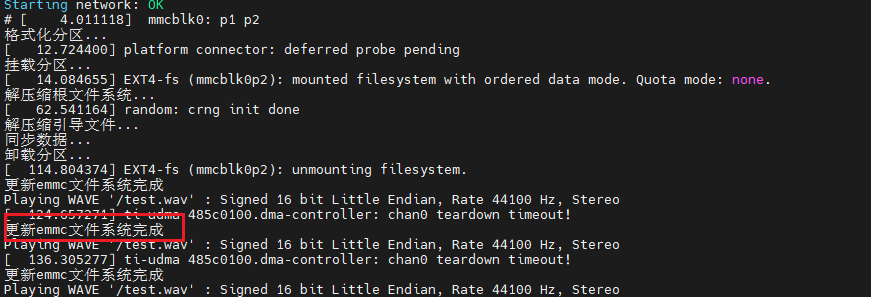 Starting network: OK
# [    4.011118]  mmcblk0: p1 p2
格式化分区...
[   12.724400] platform connector: deferred probe pending
挂载分区...
[   14.084655] EXT4-fs (mmcblk0p2): mounted filesystem with ordered data mode. Quota mode: none.
解压缩根文件系统...
[   62.541164] random: crng init done
解压缩引导文件...
同步数据...
卸载分区...
[  114.804374] EXT4-fs (mmcblk0p2): unmounting filesystem.
更新emmc文件系统完成
Playing WAVE '/test.wav' : Signed 16 bit Little Endian, Rate 44100 Hz, Stereo
[  124.657271] ti-udma 485c0100.dma-controller: chan0 teardown timeout!
更新emmc文件系统完成
Playing WAVE '/test.wav' : Signed 16 bit Little Endian, Rate 44100 Hz, Stereo
[  136.305277] ti-udma 485c0100.dma-controller: chan0 teardown timeout!
更新emmc文件系统完成
Playing WAVE '/test.wav' : Signed 16 bit Little Endian, Rate 44100 Hz, Stereo